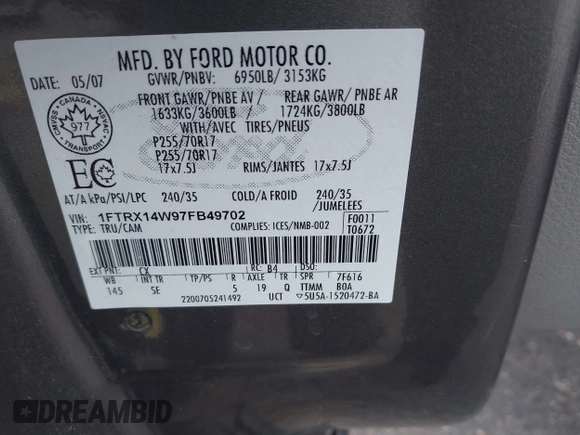 MFD. BY FORD MOTOR CO.
DATE: 05/07 GVWR/PNBV: 6950LB/ 3153KG
FRONT GAWR/ PNBE AV / REAR GAWR/ PNBE AR
1633KG/3600LB 1724KG/3800LB
WITH/AVEC TIRES/PNEUS
P255/70R17
P255/70R17
17x7.5J RIMS/JANTES 17x7.5J
AT/A kPa/PSI/LPC 240/35 COLD/A FROID 240/35
/JUMELEES
VIN: 1FTRX14W97FB49702
TYPE: TRU/CAM COMPLIES: ICES/NMB-002
F0011
T0672
EXT PNT: CX RC: B4 DSO:
WB INT TR TP/PS R AXLE TR SPR 7F616
145 SE 5 19 Q TTMM BOA
2200705241492 UCT 5U5A-1520472-BA
CANADA
NSVAC
977
CMVSS
TRANSPORT
EC
AUTOBIDREAMBID